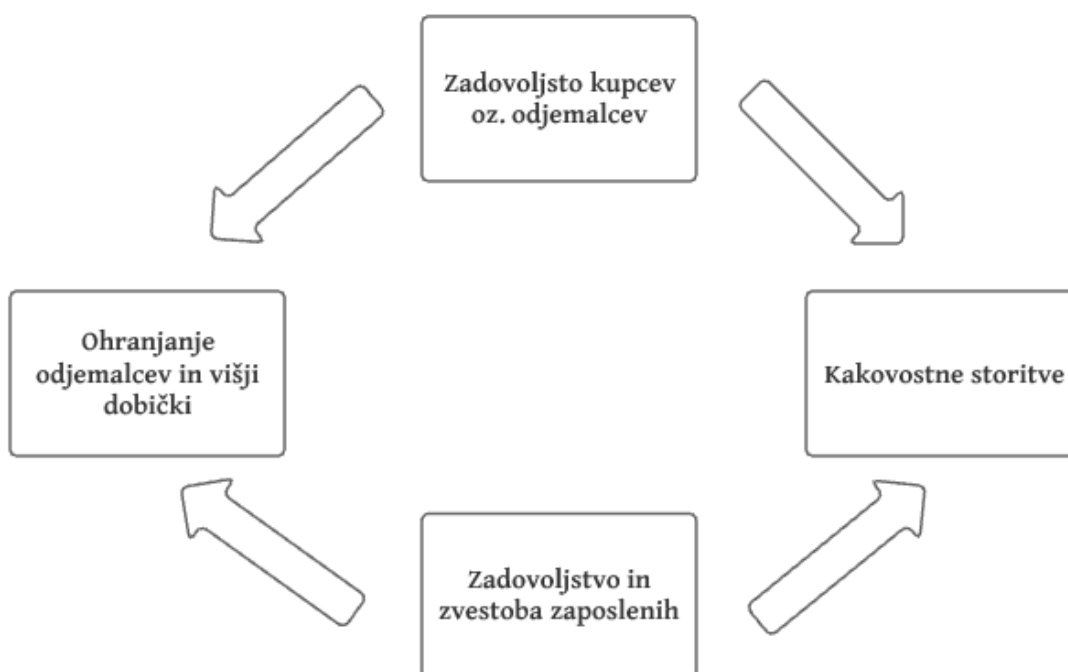 Zadovoljsto kupcev
oz. odjemalcev
Ohranjanje
odjemalcev in višji
dobički
Kakovostne storitve
Zadovoljstvo in
zvestoba zaposlenih